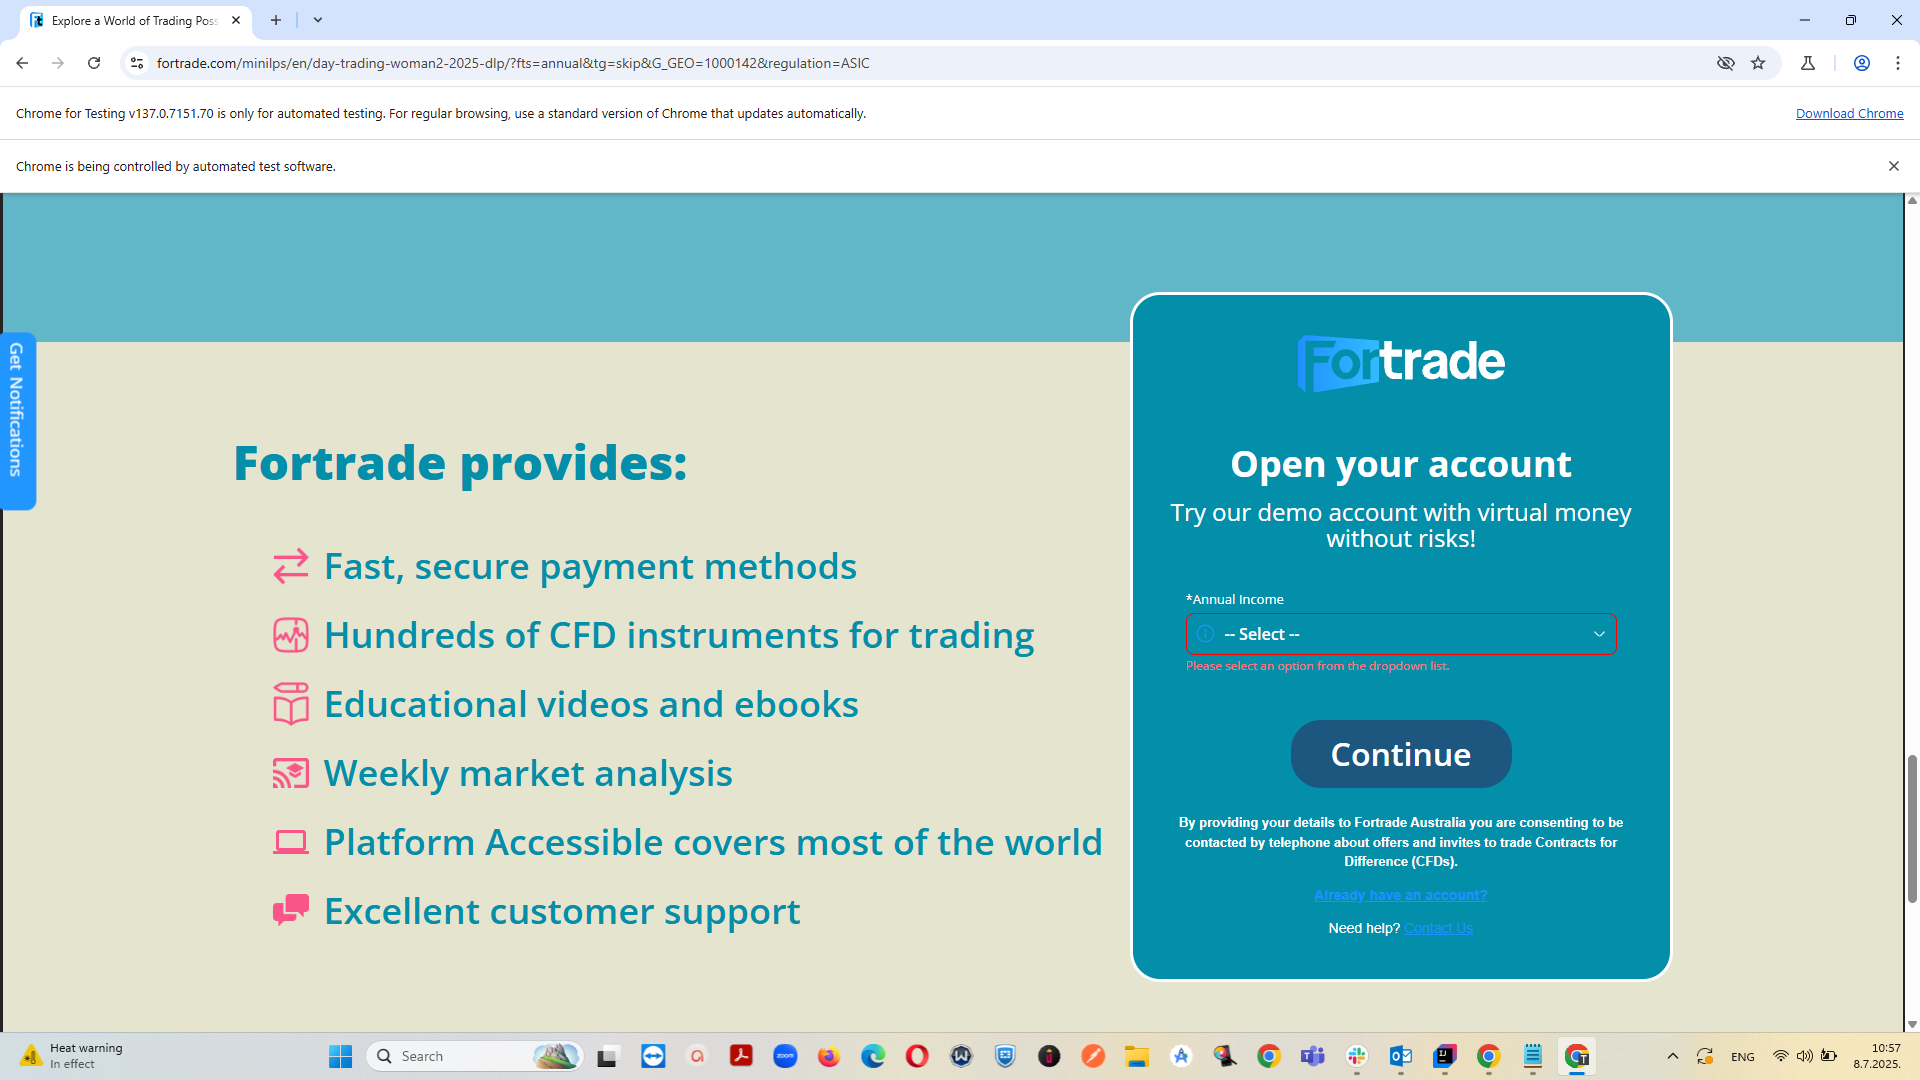 Explore a World of Trading Poss
fortrade.com/minilps/en/day-trading-woman2-2025-dlp/?fts=annual&tg=skip&G_GEO=1000142&regulation=ASIC
Chrome for Testing v137.0.7151.70 is only for automated testing. For regular browsing, use a standard version of Chrome that updates automatically.
Download Chrome
Chrome is being controlled by automated test software.
Get Notifications
Fortrade provides:
Fast, secure payment methods
Hundreds of CFD instruments for trading
Educational videos and ebooks
Weekly market analysis
Platform Accessible covers most of the world
Excellent customer support
Fortrade
Open your account
Try our demo account with virtual money
without risks!
*Annual Income
-- Select --
Please select an option from the dropdown list.
Continue
By providing your details to Fortrade Australia you are consenting to be
contacted by telephone about offers and invites to trade Contracts for
Difference (CFDs).
Already have an account?
Need help? Contact Us
Heat warning
In effect
Search
zoom
ENG
10:57
8.7.2025.